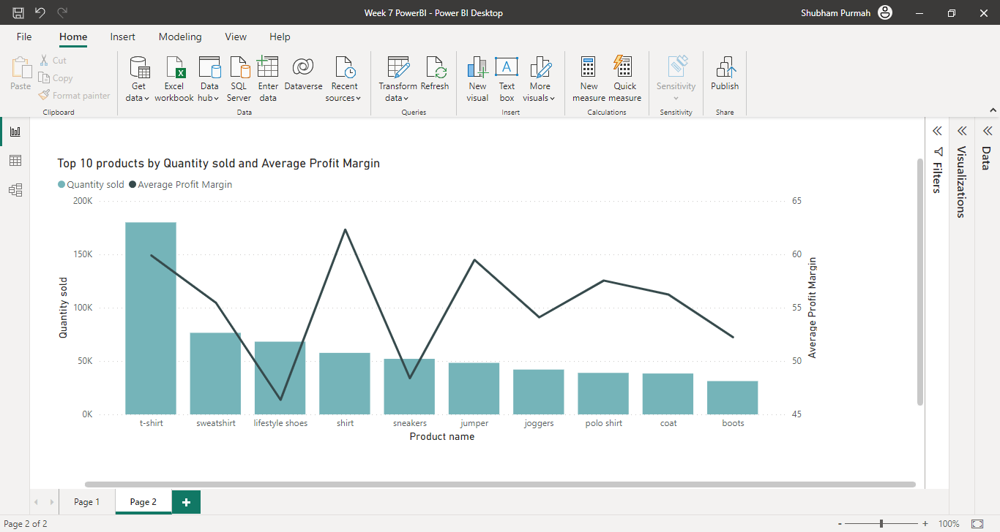 Week 7 PowerBI - Power BI Desktop
Shubham Purmah
File Home Insert Modeling View Help
Paste
Cut
Copy
Format painter
Clipboard
Get data
Excel workbook
Data hub
SQL Server
Enter data
Dataverse
Recent sources
Data
Transform data
Refresh
Queries
New visual
Text box
A
More visuals
Insert
New measure
Quick measure
Calculations
Sensitivity
Sensitivity
Publish
Share
Filters
Visualizations
Data
Top 10 products by Quantity sold and Average Profit Margin
Quantity sold Average Profit Margin
200K
150K
100K
50K
0K
Quantity sold
65
60
55
50
45
Average Profit Margin
t-shirt sweatshirt lifestyle shoes shirt sneakers jumper joggers polo shirt coat boots
Product name
Page 1 Page 2 +
Page 2 of 2
- + 100%